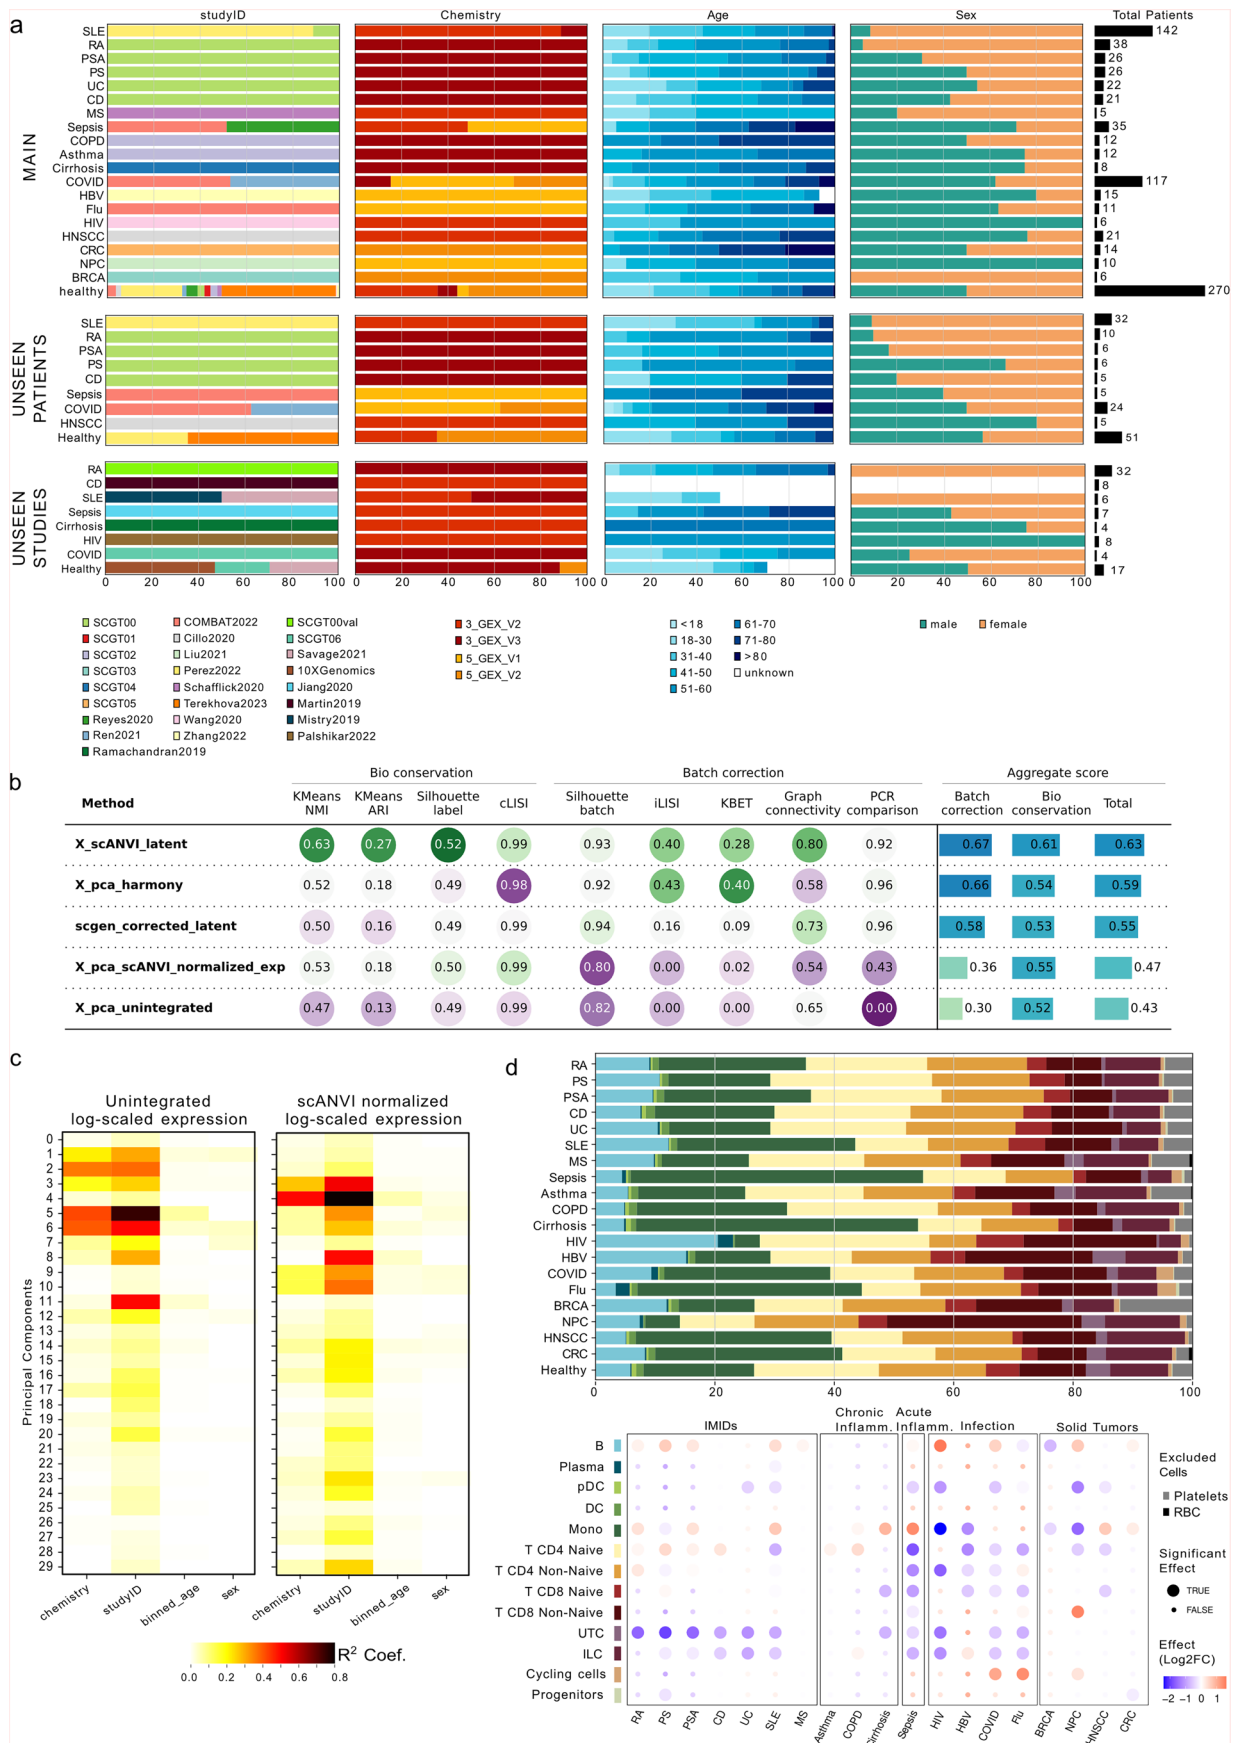 a
studyID Chemistry Age Sex Total Patients
MAIN
SLE 142
RA 38
PSA 26
PS 26
UC 22
CD 21
MS 5
Sepsis 35
COPD 12
Asthma 12
Cirrhosis 8
COVID 117
HBV 15
Flu 11
HIV 6
HNSCC 21
CRC 14
NPC 10
BRCA 6
healthy 270
UNSEEN
PATIENTS
SLE 32
RA 10
PSA 6
PS 6
CD 5
Sepsis 5
COVID 24
HNSCC 5
Healthy 51
UNSEEN
STUDIES
RA 32
CD 8
SLE 6
Sepsis 7
Cirrhosis 4
HIV 8
COVID 4
Healthy 17
0 20 40 60 80 100 0 20 40 60 80 100 0 20 40 60 80 100 0 20 40 60 80 100
SCGT00 COMBAT2022 SCGT00val 3_GEX_V2 <18 61-70 male female
SCGT01 Cillo2020 SCGT06 3_GEX_V3 18-30 71-80
SCGT02 Liu2021 Savage2021 5_GEX_V1 31-40 >80
SCGT03 Perez2022 10XGenomics 5_GEX_V2 41-50 unknown
SCGT04 Schafflick2020 Jiang2020 51-60
SCGT05 Terekhova2023 Martin2019
Reyes2020 Wang2020 Mistry2019
Ren2021 Zhang2022 Palshikar2022
Ramachandran2019
b
Bio conservation Batch correction Aggregate score
Method KMeans NMI KMeans ARI Silhouette label cLISI Silhouette batch iLISI KBET Graph connectivity PCR comparison Batch correction Bio conservation Total
X_scANVI_latent 0.63 0.27 0.52 0.99 0.93 0.40 0.28 0.80 0.92 0.67 0.61 0.63
X_pca_harmony 0.52 0.18 0.49 0.98 0.92 0.43 0.40 0.58 0.96 0.66 0.54 0.59
scgen_corrected_latent 0.50 0.16 0.49 0.99 0.94 0.16 0.09 0.73 0.96 0.58 0.53 0.55
X_pca_scANVI_normalized_exp 0.53 0.18 0.50 0.99 0.80 0.00 0.02 0.54 0.43 0.36 0.55 0.47
X_pca_unintegrated 0.47 0.13 0.49 0.99 0.82 0.00 0.00 0.65 0.00 0.30 0.52 0.43
c
Unintegrated
log-scaled expression
scANVI normalized
log-scaled expression
Principal Components
0
1
2
3
4
5
6
7
8
9
10
11
12
13
14
15
16
17
18
19
20
21
22
23
24
25
26
27
28
29
chemistry studyID binned_age sex chemistry studyID binned_age sex
R² Coef.
0.0 0.2 0.4 0.6 0.8
d
RA
PS
PSA
CD
UC
SLE
MS
Sepsis
Asthma
COPD
Cirrhosis
HIV
HBV
COVID
Flu
BRCA
NPC
HNSCC
CRC
Healthy
0 20 40 60 80 100
IMIDs Chronic Inflamm. Acute Inflamm. Infection Solid Tumors
B
Plasma
pDC
DC
Mono
T CD4 Naive
T CD4 Non-Naive
T CD8 Naive
T CD8 Non-Naive
UTC
ILC
Cycling cells
Progenitors
RA PS PSA CD UC SLE MS Asthma COPD Cirrhosis Sepsis HIV HBV COVID Flu BRCA NPC HNSCC CRC
Excluded
Cells
Platelets
RBC
Significant
Effect
TRUE
FALSE
Effect
(Log2FC)
−2 −1 0 1